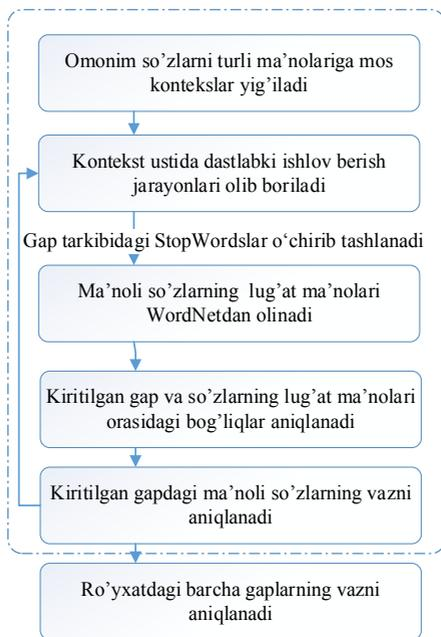 Omonim so’zlarni turli ma’nolariga mos
kontekslar yig’iladi
Kontekst ustida dastlabki ishlov berish
jarayonlari olib boriladi
Gap tarkibidagi StopWordslar o‘chirib tashlanadi
Ma’noli so’zlarning lug’at ma’nolari
WordNetdan olinadi
Kiritilgan gap va so’zlarning lug’at ma’nolari
orasidagi bog’liqlar aniqlanadi
Kiritilgan gapdagi ma’noli so’zlarning vazni
aniqlanadi
Ro’yxatdagi barcha gaplarning vazni
aniqlanadi